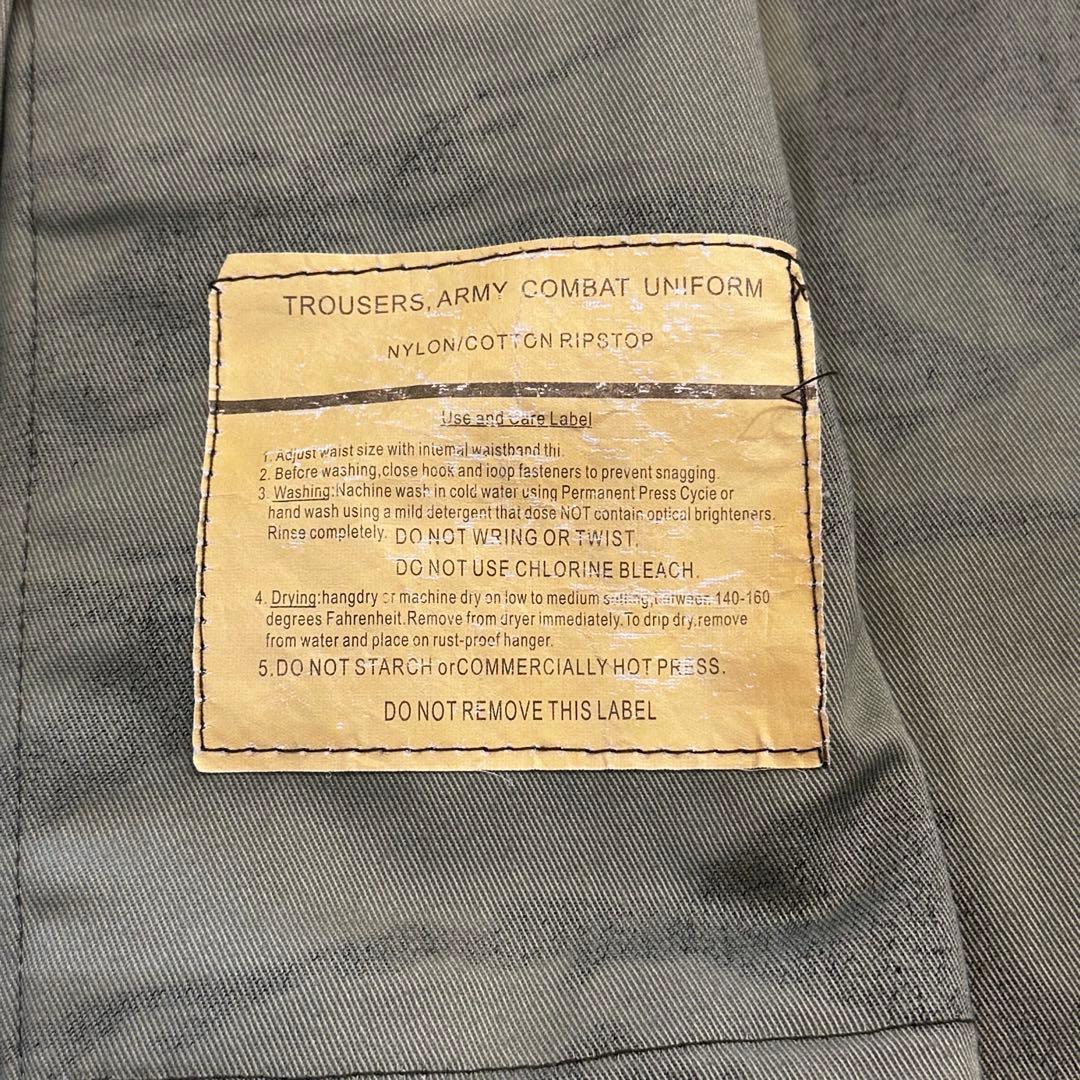 TROUSERS, ARMY COMBAT UNIFORM
NYLON/COTTON RIPSTOP
Use and Care Label
1. Adjust waist size with internal waistband thi.
2. Before washing,close hook and ioop fasteners to prevent snagging.
3. Washing:Nachine wash in cold water using Permanent Press Cycie or
hand wash using a mild detergent that dose NOT contain optical brighteners.
Rinse completely. DO NOT WRING OR TWIST.
DO NOT USE CHLORINE BLEACH.
4. Drying:hangdry or machine dry on low to medium 140-160
degrees Fahrenheit.Remove from dryer immediately.To drip dry,remove
from water and place on rust-proof hanger.
5.DO NOT STARCH orCOMMERCIALLY HOT PRESS.
DO NOT REMOVE THIS LABEL